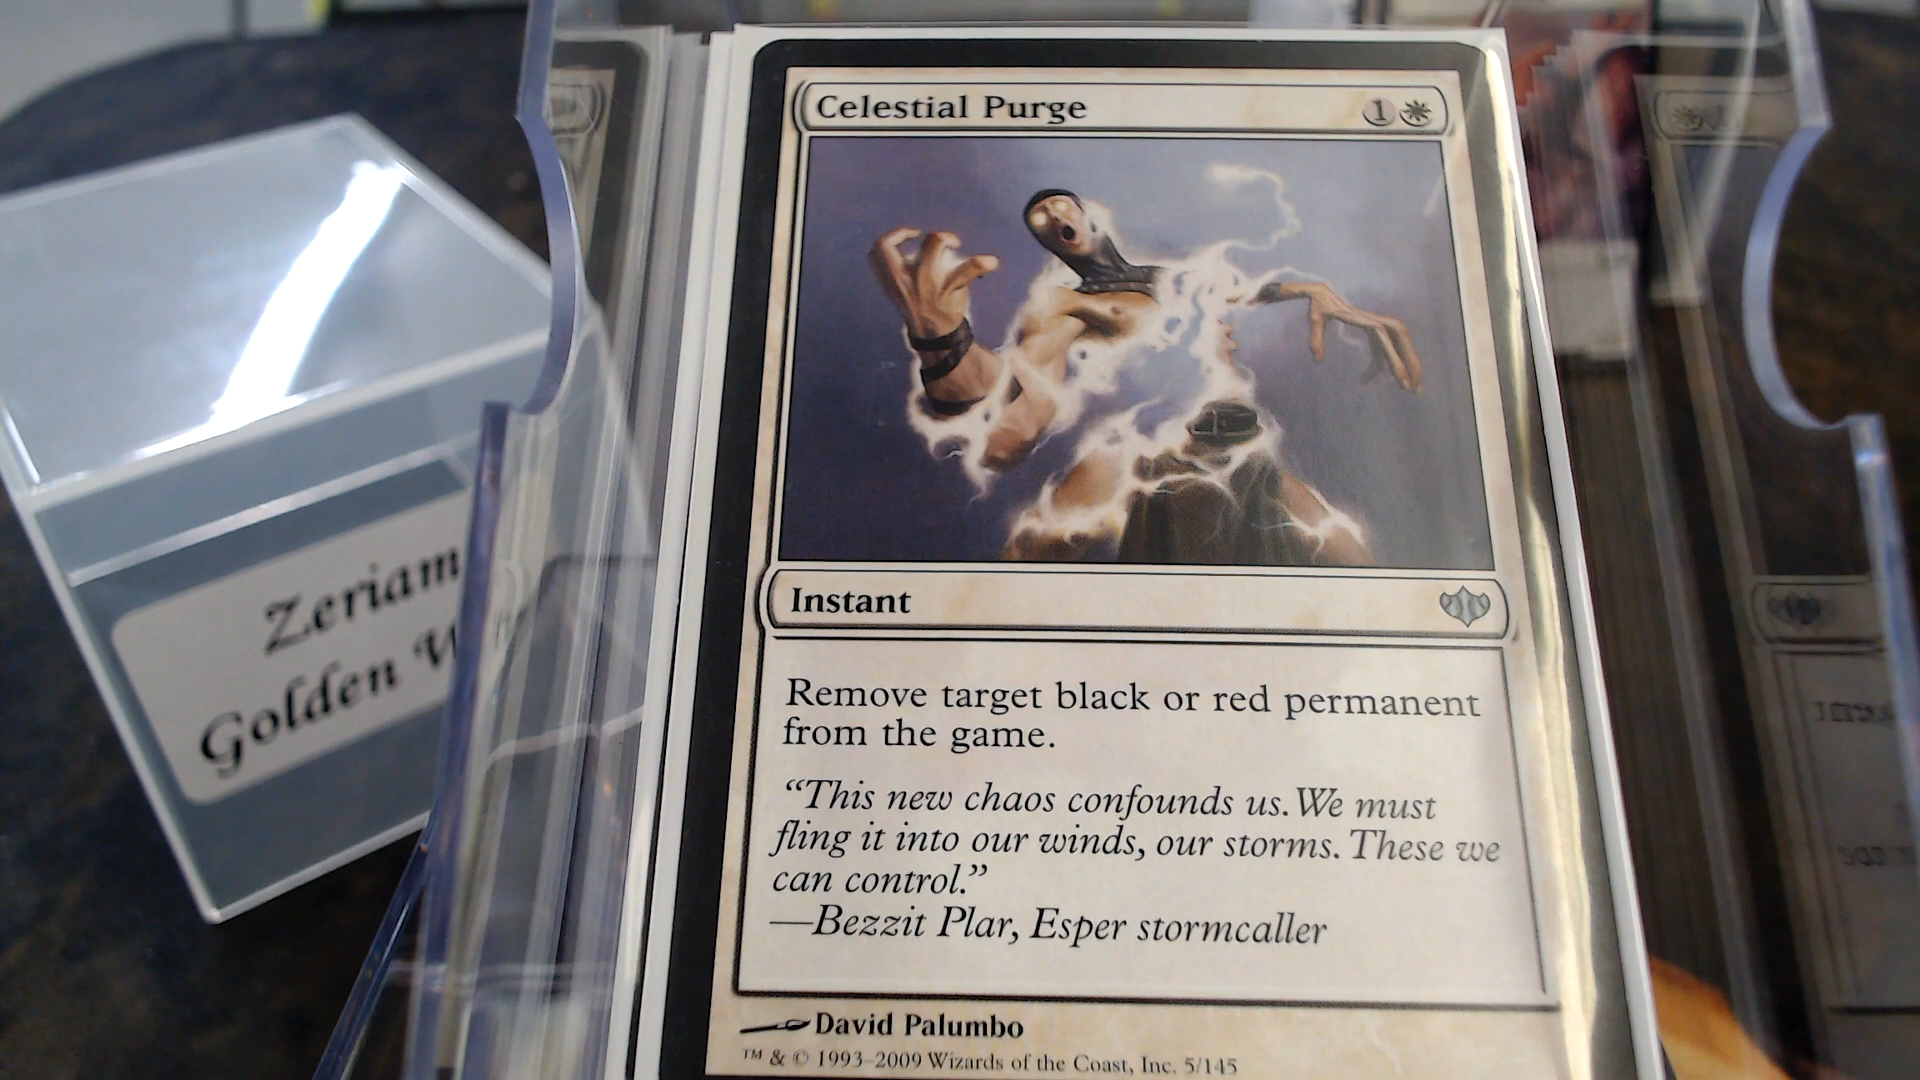 Celestial Purge 1
Instant
Remove target black or red permanent
from the game.
“This new chaos confounds us. We must
fling it into our winds, our storms. These we
can control.”
—Bezzit Plar, Esper stormcaller
David Palumbo
™ & © 1993–2009 Wizards of the Coast, Inc. 5/145
Zeriam
Golden